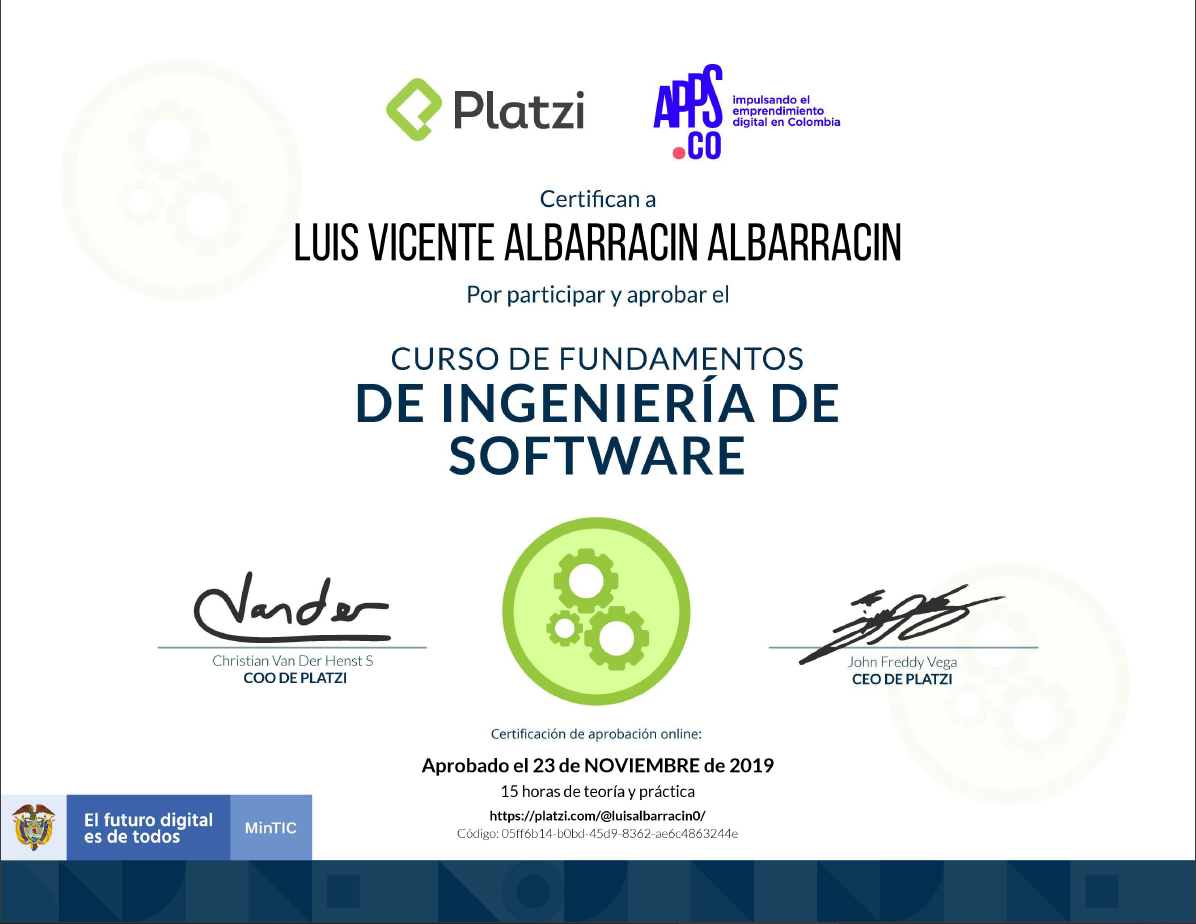 Platzi
APPS
.CO
impulsando el
emprendimiento
digital en Colombia
Certifican a
LUIS VICENTE ALBARRACIN ALBARRACIN
Por participar y aprobar el
CURSO DE FUNDAMENTOS
DE INGENIERÍA DE
SOFTWARE
Vander
Christian Van Der Henst S
COO DE PLATZI
John Freddy Vega
CEO DE PLATZI
Certificación de aprobación online:
Aprobado el 23 de NOVIEMBRE de 2019
15 horas de teoría y práctica
https://platzi.com/@luisalbarracin0/
Código: 05ff6b14-b0bd-45d9-8362-ae6c4863244e
El futuro digital
es de todos
MinTIC